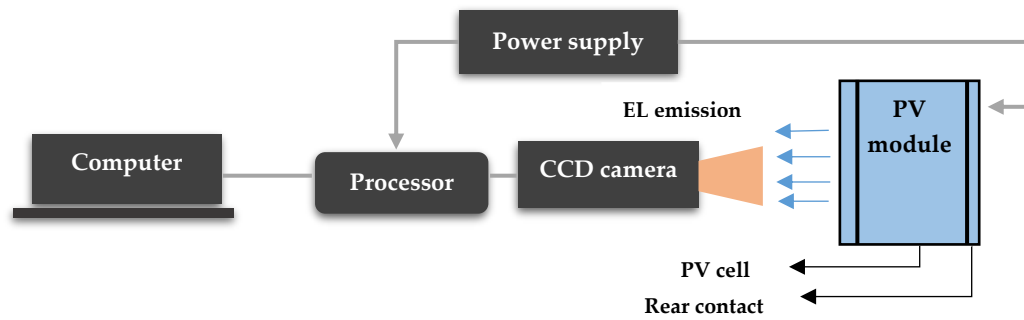 Power supply
EL emission
PV
module
Computer
Processor
CCD camera
PV cell
Rear contact